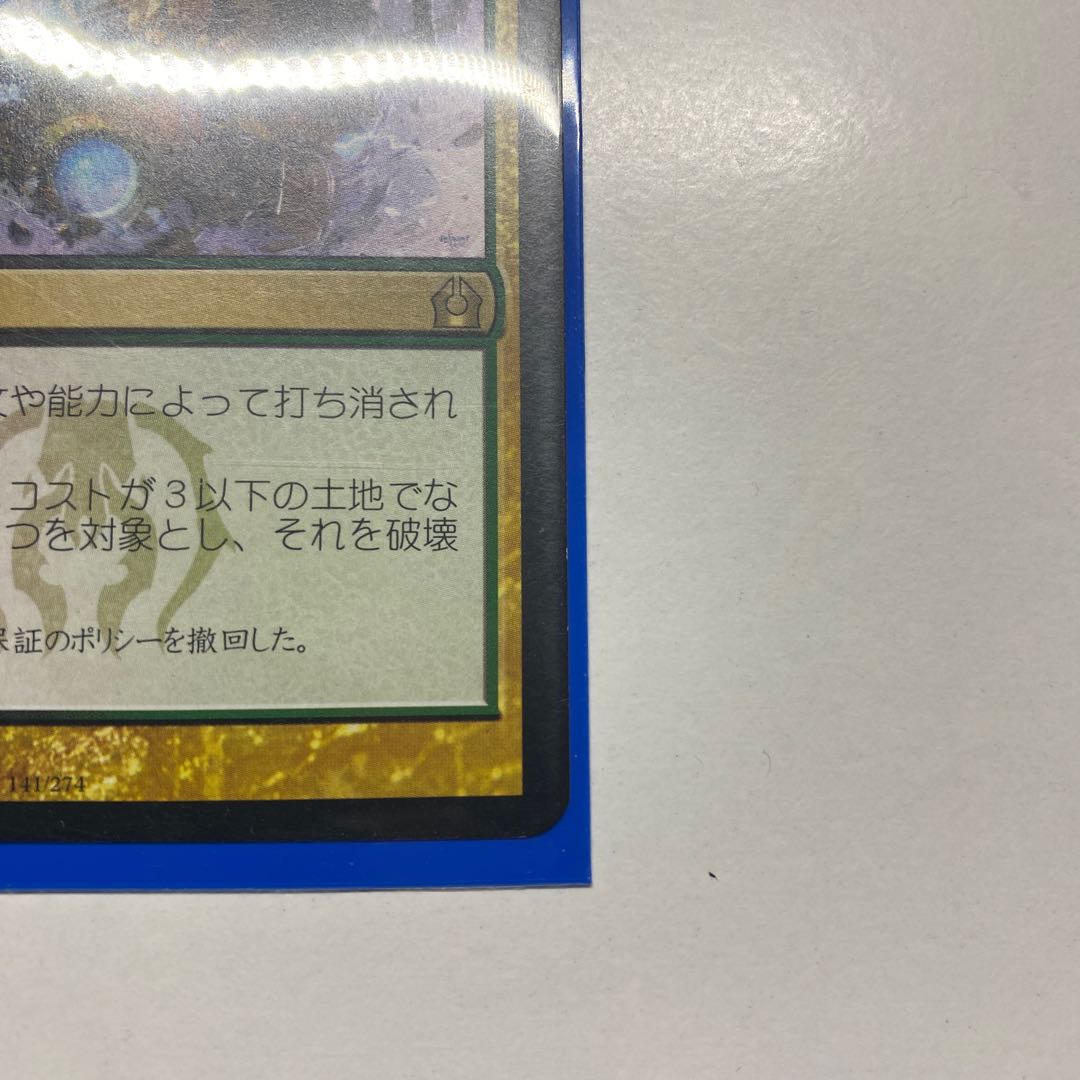 や能力によって打ち消され
コストが3以下の土地でな
つを対象とし、それを破壊
証のポリシーを撤回した。
141/274